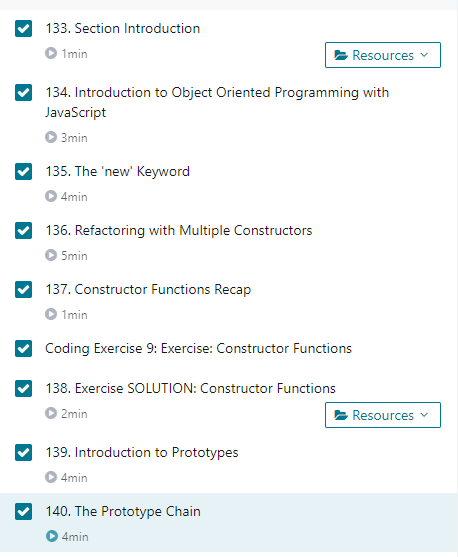 133. Section Introduction
1min
Resources
134. Introduction to Object Oriented Programming with
JavaScript
3min
135. The 'new' Keyword
4min
136. Refactoring with Multiple Constructors
5min
137. Constructor Functions Recap
1min
Coding Exercise 9: Exercise: Constructor Functions
138. Exercise SOLUTION: Constructor Functions
2min
Resources
139. Introduction to Prototypes
4min
140. The Prototype Chain
4min